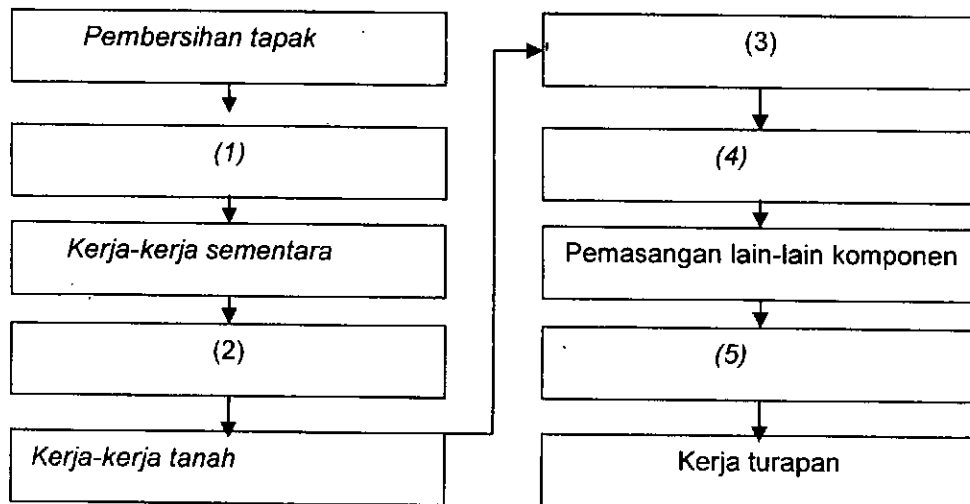 Pembersihan tapak
(1)
Kerja-kerja sementara
(2)
Kerja-kerja tanah
(3)
(4)
Pemasangan lain-lain komponen
(5)
Kerja turapan